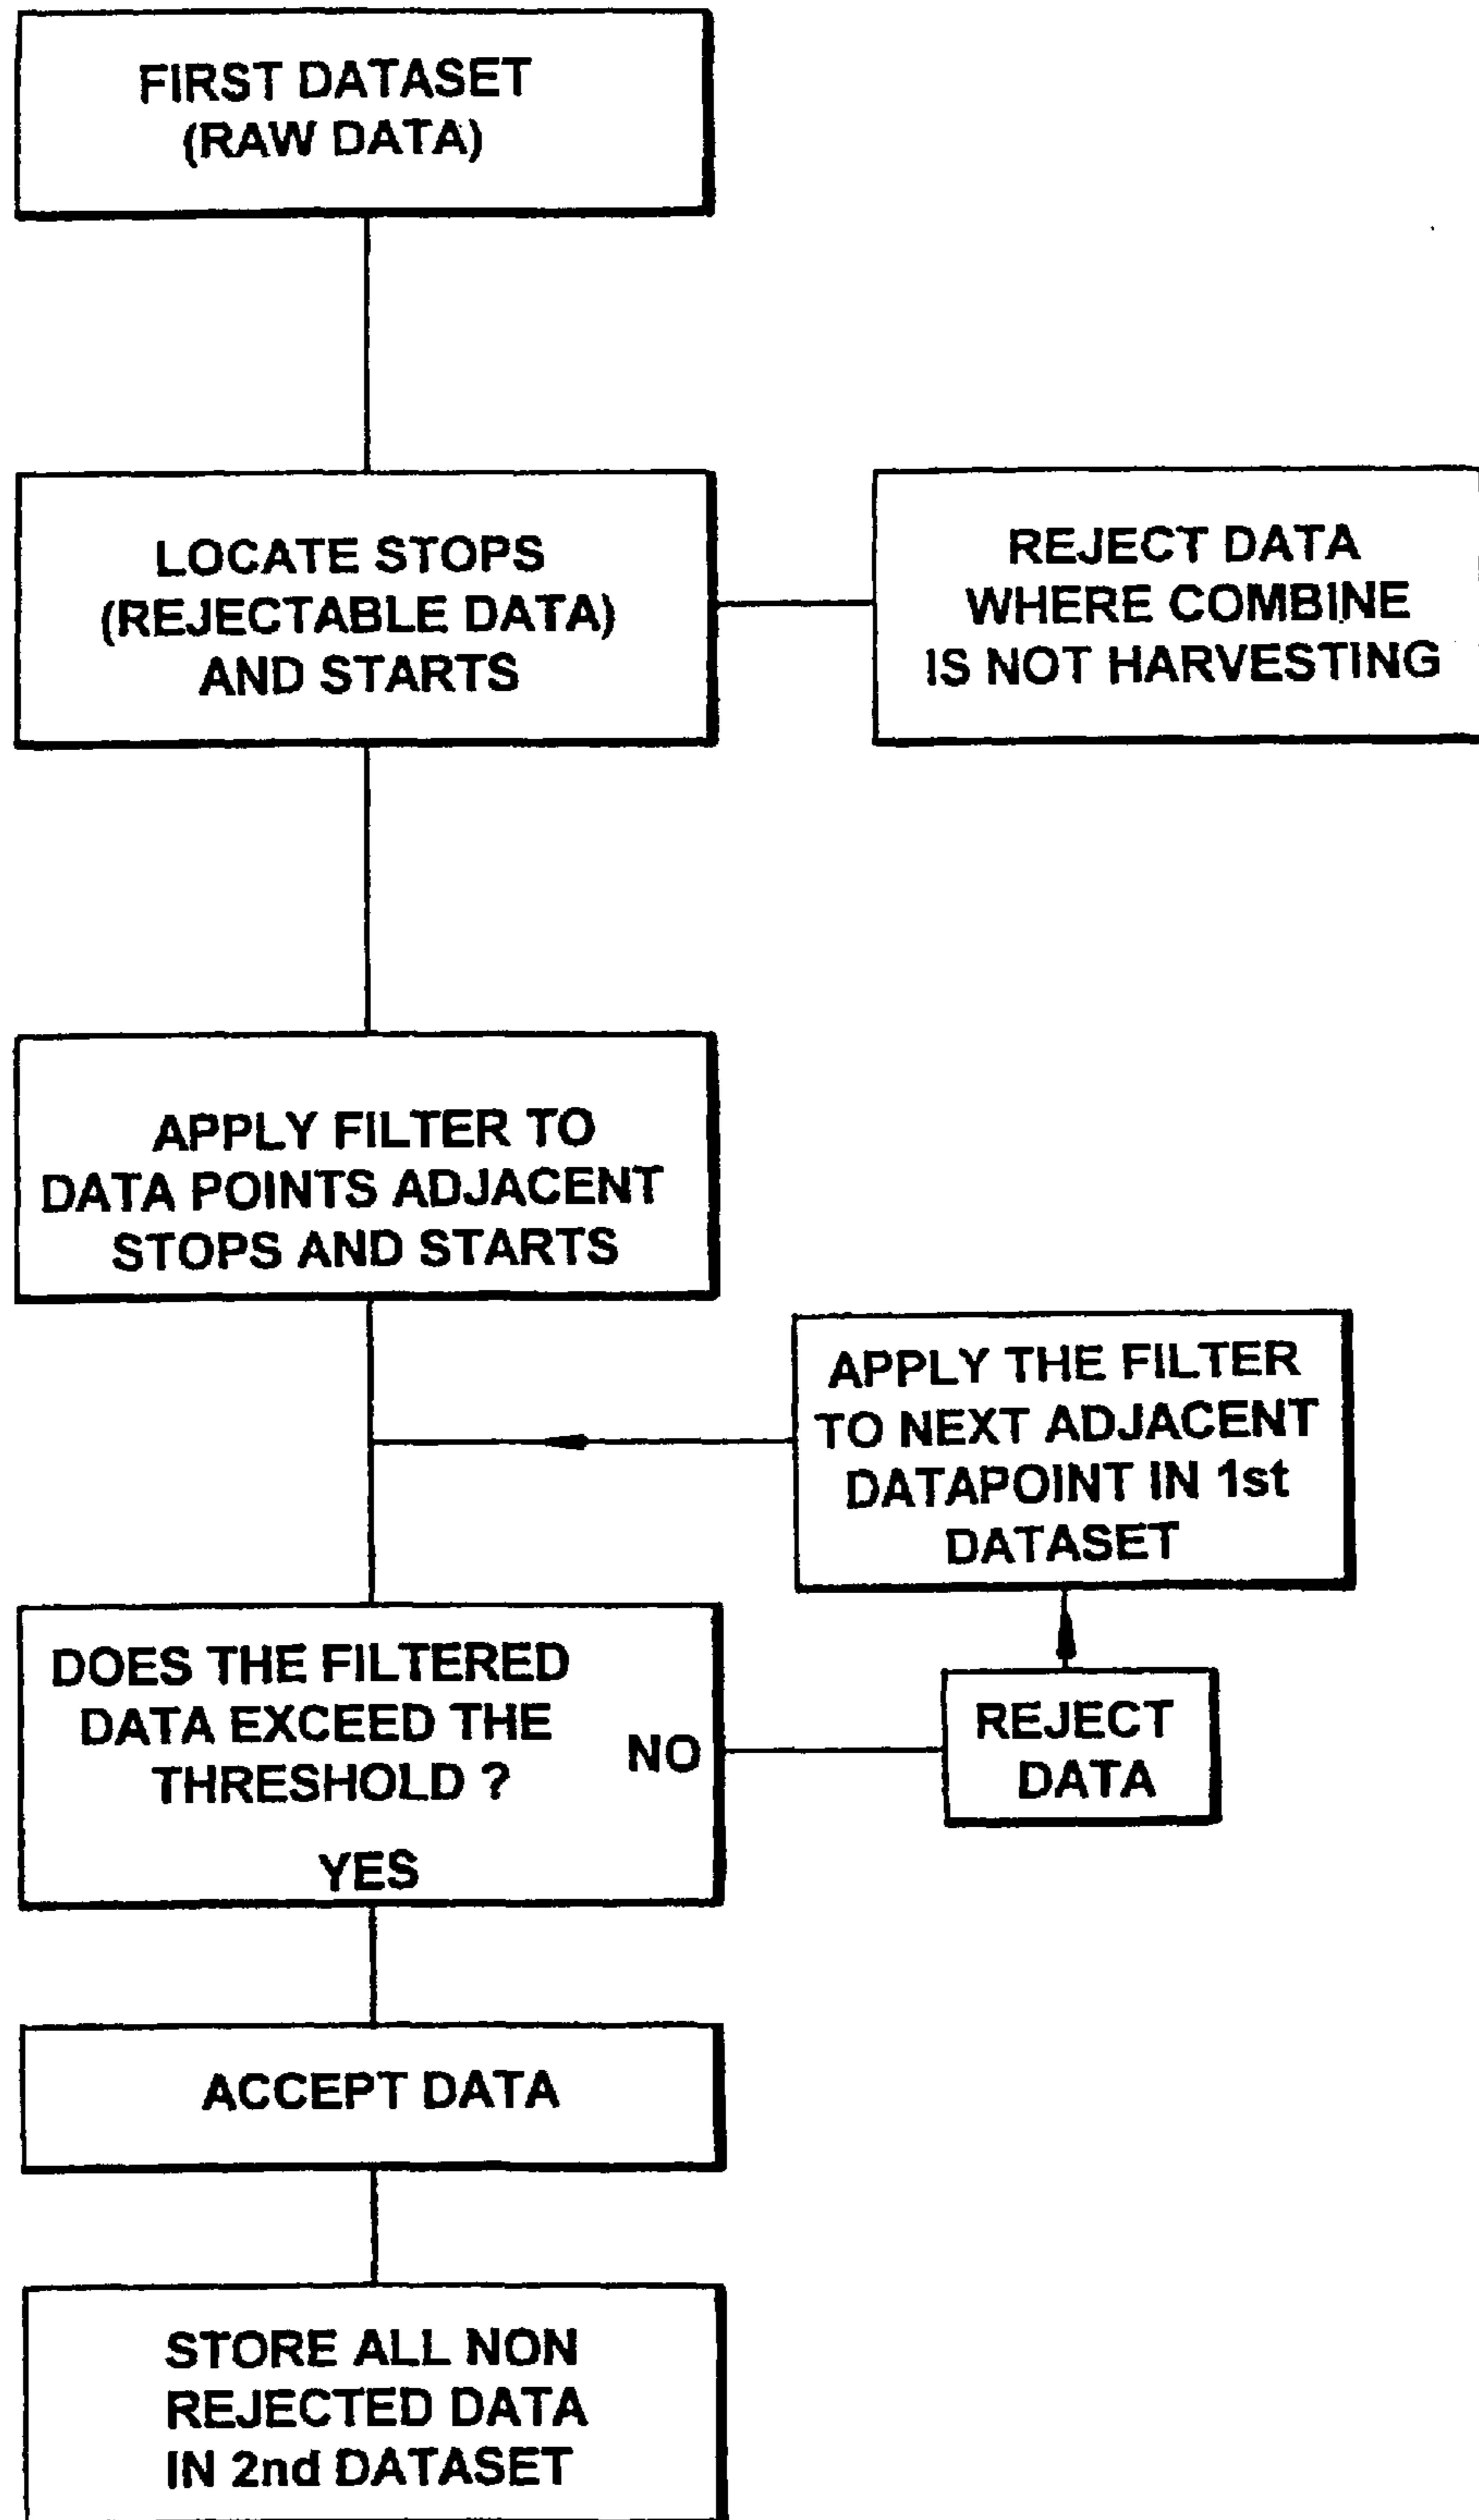 FIRST DATASET
(RAW DATA)
LOCATE STOPS
(REJECTABLE DATA)
AND STARTS
REJECT DATA
WHERE COMBINE
IS NOT HARVESTING
APPLY FILTER TO
DATA POINTS ADJACENT
STOPS AND STARTS
APPLY THE FILTER
TO NEXT ADJACENT
DATAPOINT IN 1st
DATASET
DOES THE FILTERED
DATA EXCEED THE
THRESHOLD ?
NO
YES
REJECT
DATA
ACCEPT DATA
STORE ALL NON
REJECTED DATA
IN 2nd DATASET